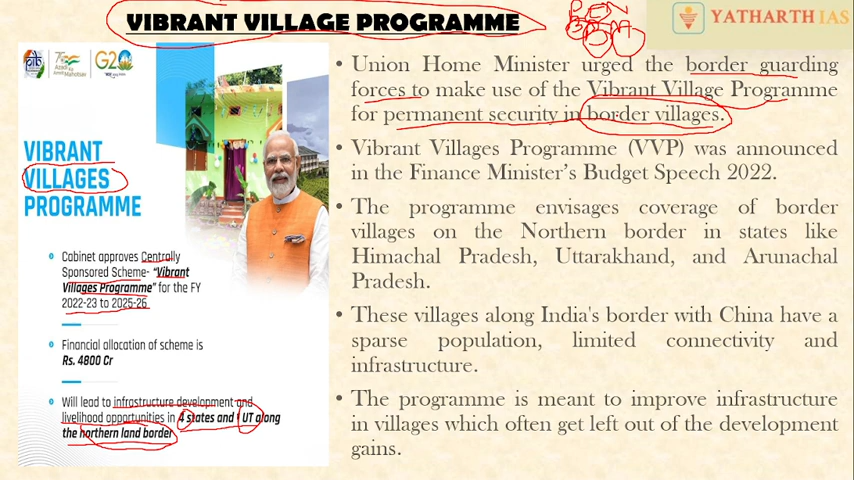 VIBRANT VILLAGE PROGRAMME
YATHARTH IAS
Azadi Ka
Amrit Mahotsav
G20
VIBRANT
VILLAGES
PROGRAMME
Cabinet approves Centrally
Sponsored Scheme- "Vibrant
Villages Programme" for the FY
2022-23 to 2025-26
Financial allocation of scheme is
Rs. 4800 Cr
Will lead to infrastructure development and
livelihood opportunities in 4 states and UT along
the northern land border
• Union Home Minister urged the border guarding
forces to make use of the Vibrant Village Programme
for permanent security in border villages.
• Vibrant Villages Programme (VVP) was announced
in the Finance Minister's Budget Speech 2022.
• The programme envisages coverage of border
villages on the Northern border in states like
Himachal Pradesh, Uttarakhand, and Arunachal
Pradesh.
• These villages along India's border with China have a
sparse population, limited connectivity and
infrastructure.
• The programme is meant to improve infrastructure
in villages which often get left out of the development
gains.